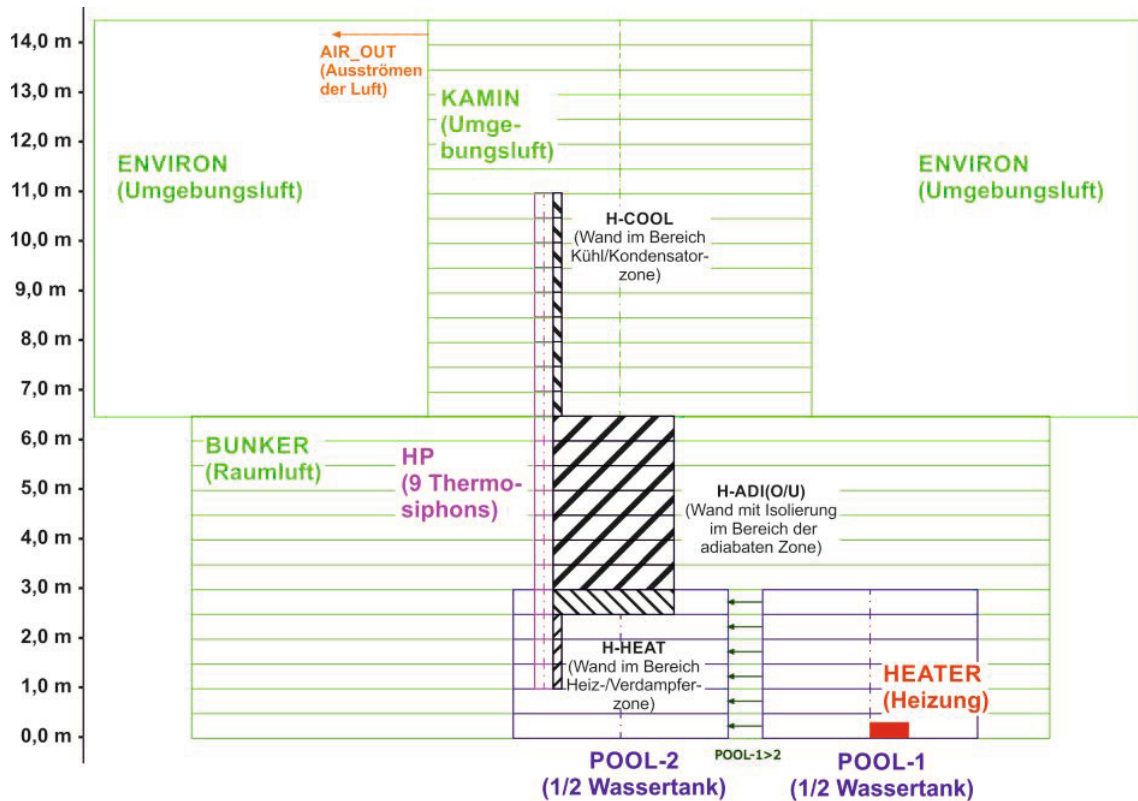 14,0 m
13,0 m
12,0 m
11,0 m
10,0 m
9,0 m
8,0 m
7,0 m
6,0 m
5,0 m
4,0 m
3,0 m
2,0 m
1,0 m
0,0 m
AIR_OUT
(Ausströmen
der Luft)
KAMIN
(Umge-
bungsluft)
ENVIRON
(Umgebungsluft)
ENVIRON
(Umgebungsluft)
H-COOL
(Wand im Bereich
Kühl/Kondensator-
zone)
BUNKER
(Raumluft)
HP
(9 Thermo-
siphons)
H-ADI(O/U)
(Wand mit Isolierung
im Bereich der
adiabaten Zone)
H-HEAT
(Wand im Bereich
Heiz-/Verdampfer-
zone)
HEATER
(Heizung)
POOL-2
(1/2 Wassertank)
POOL-1>2
POOL-1
(1/2 Wassertank)